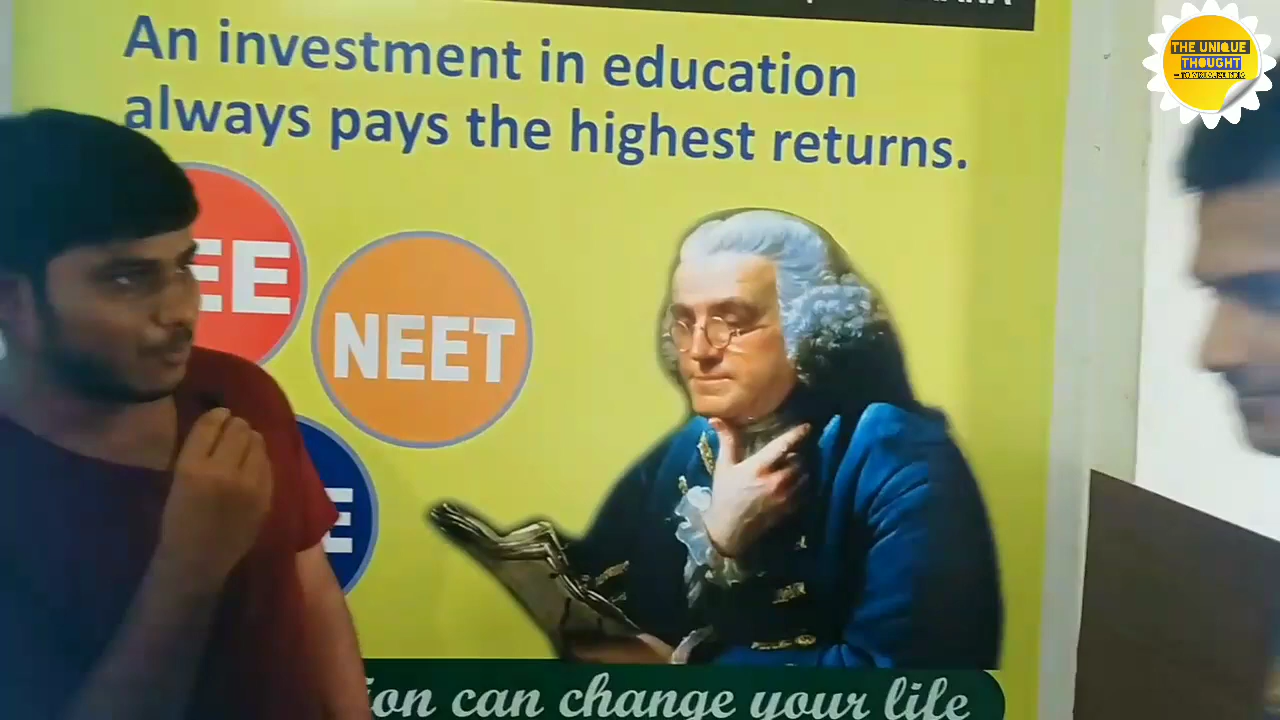 THE UNIQUE
THOUGHT
An investment in education
always pays the highest returns.
EE
NEET
E
ion can change your life